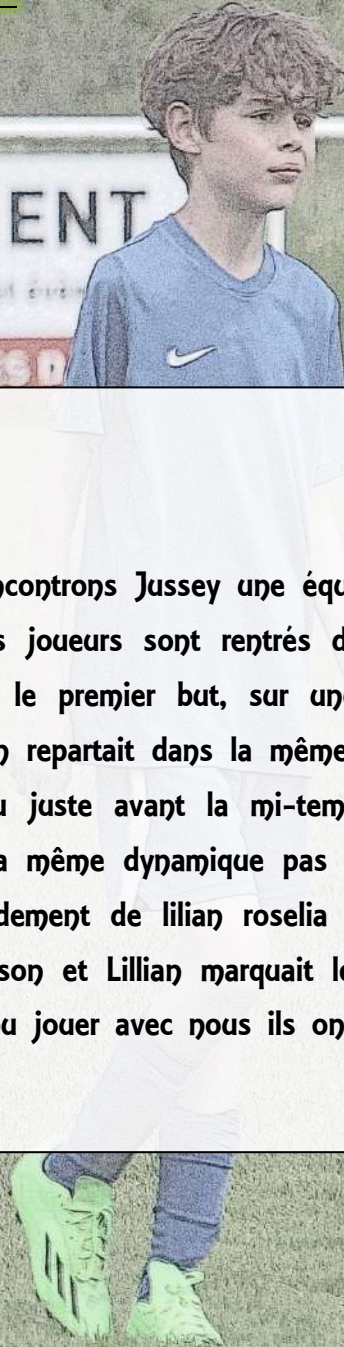 ENT
ncontrons Jussey une équ
s joueurs sont rentrés d
le premier but, sur un
n repartait dans la même
u juste avant la mi-tem
a même dynamique pas
dement de lilian roselia
son et Lillian marquait le
ou jouer avec nous ils on